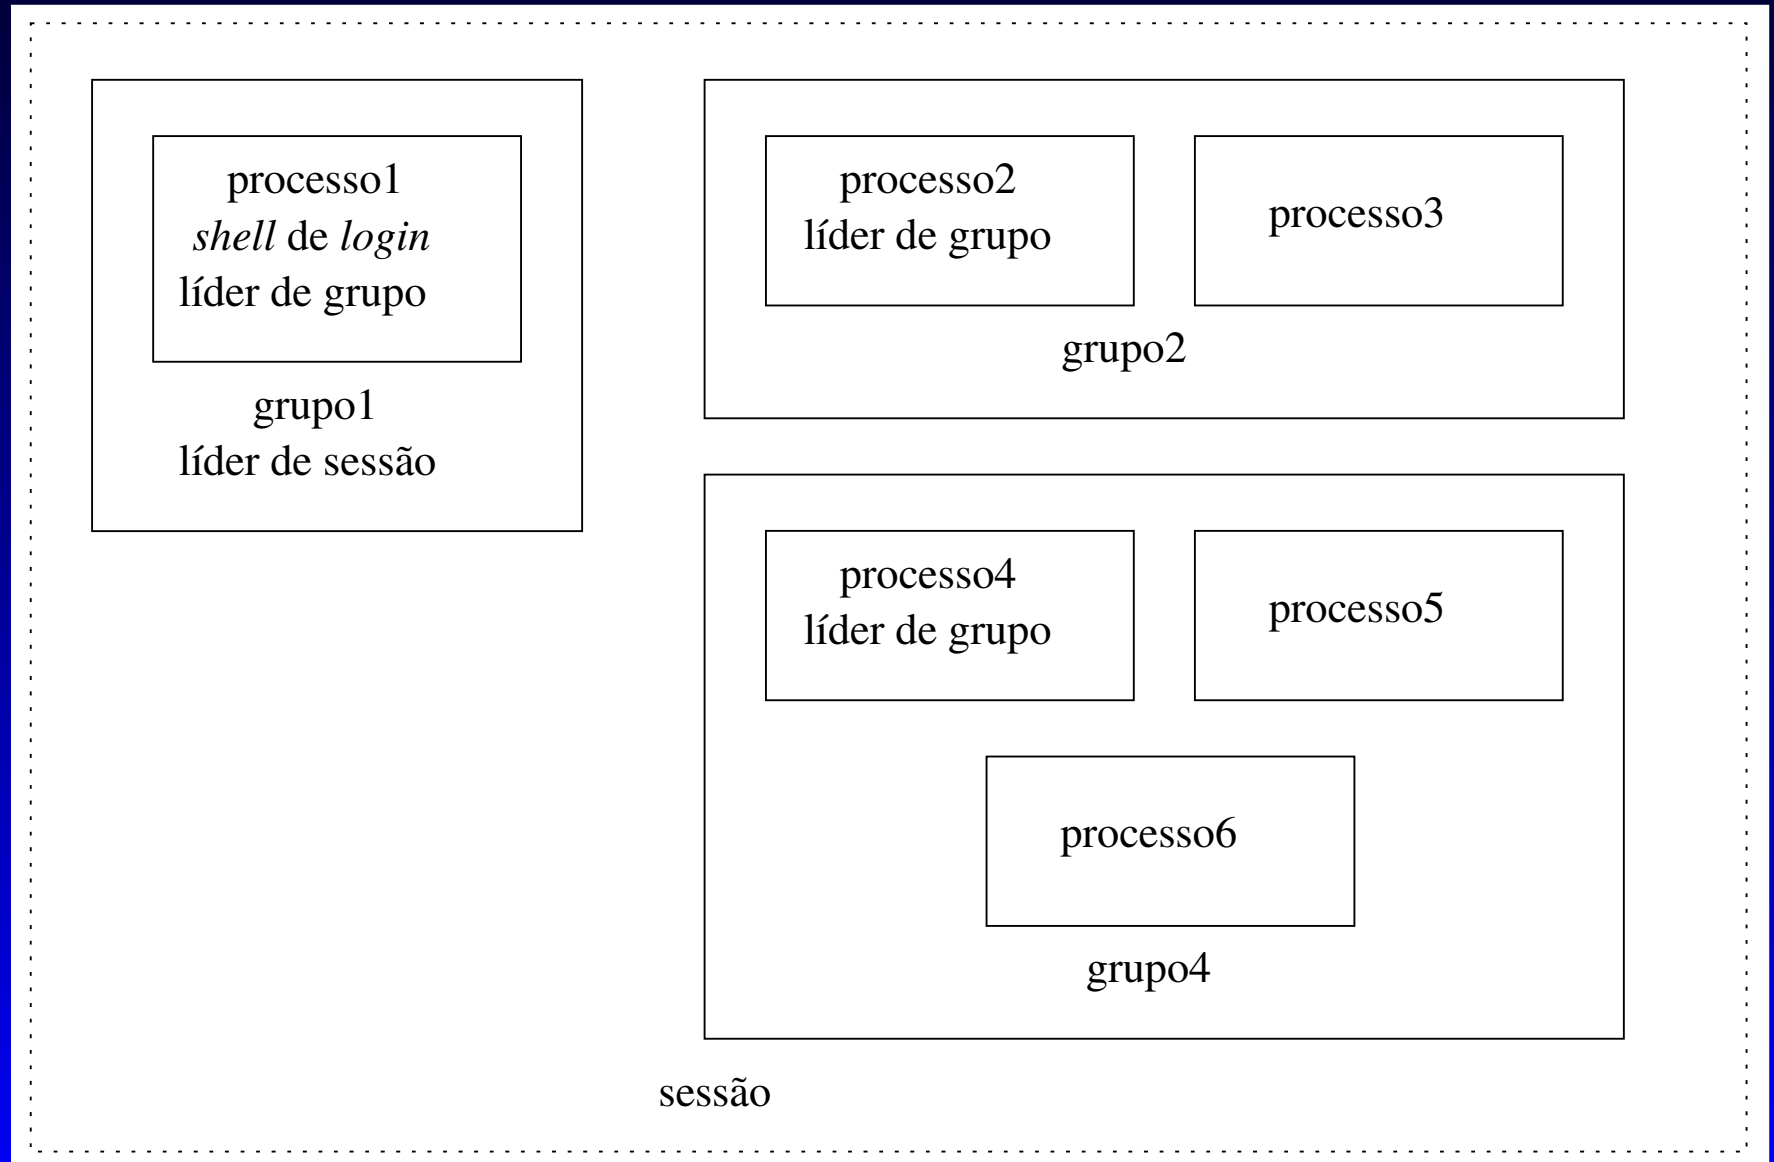 processo1
shell de login
líder de grupo
grupo1
líder de sessão
processo2
líder de grupo
processo3
grupo2
processo4
líder de grupo
processo5
processo6
grupo4
sessão